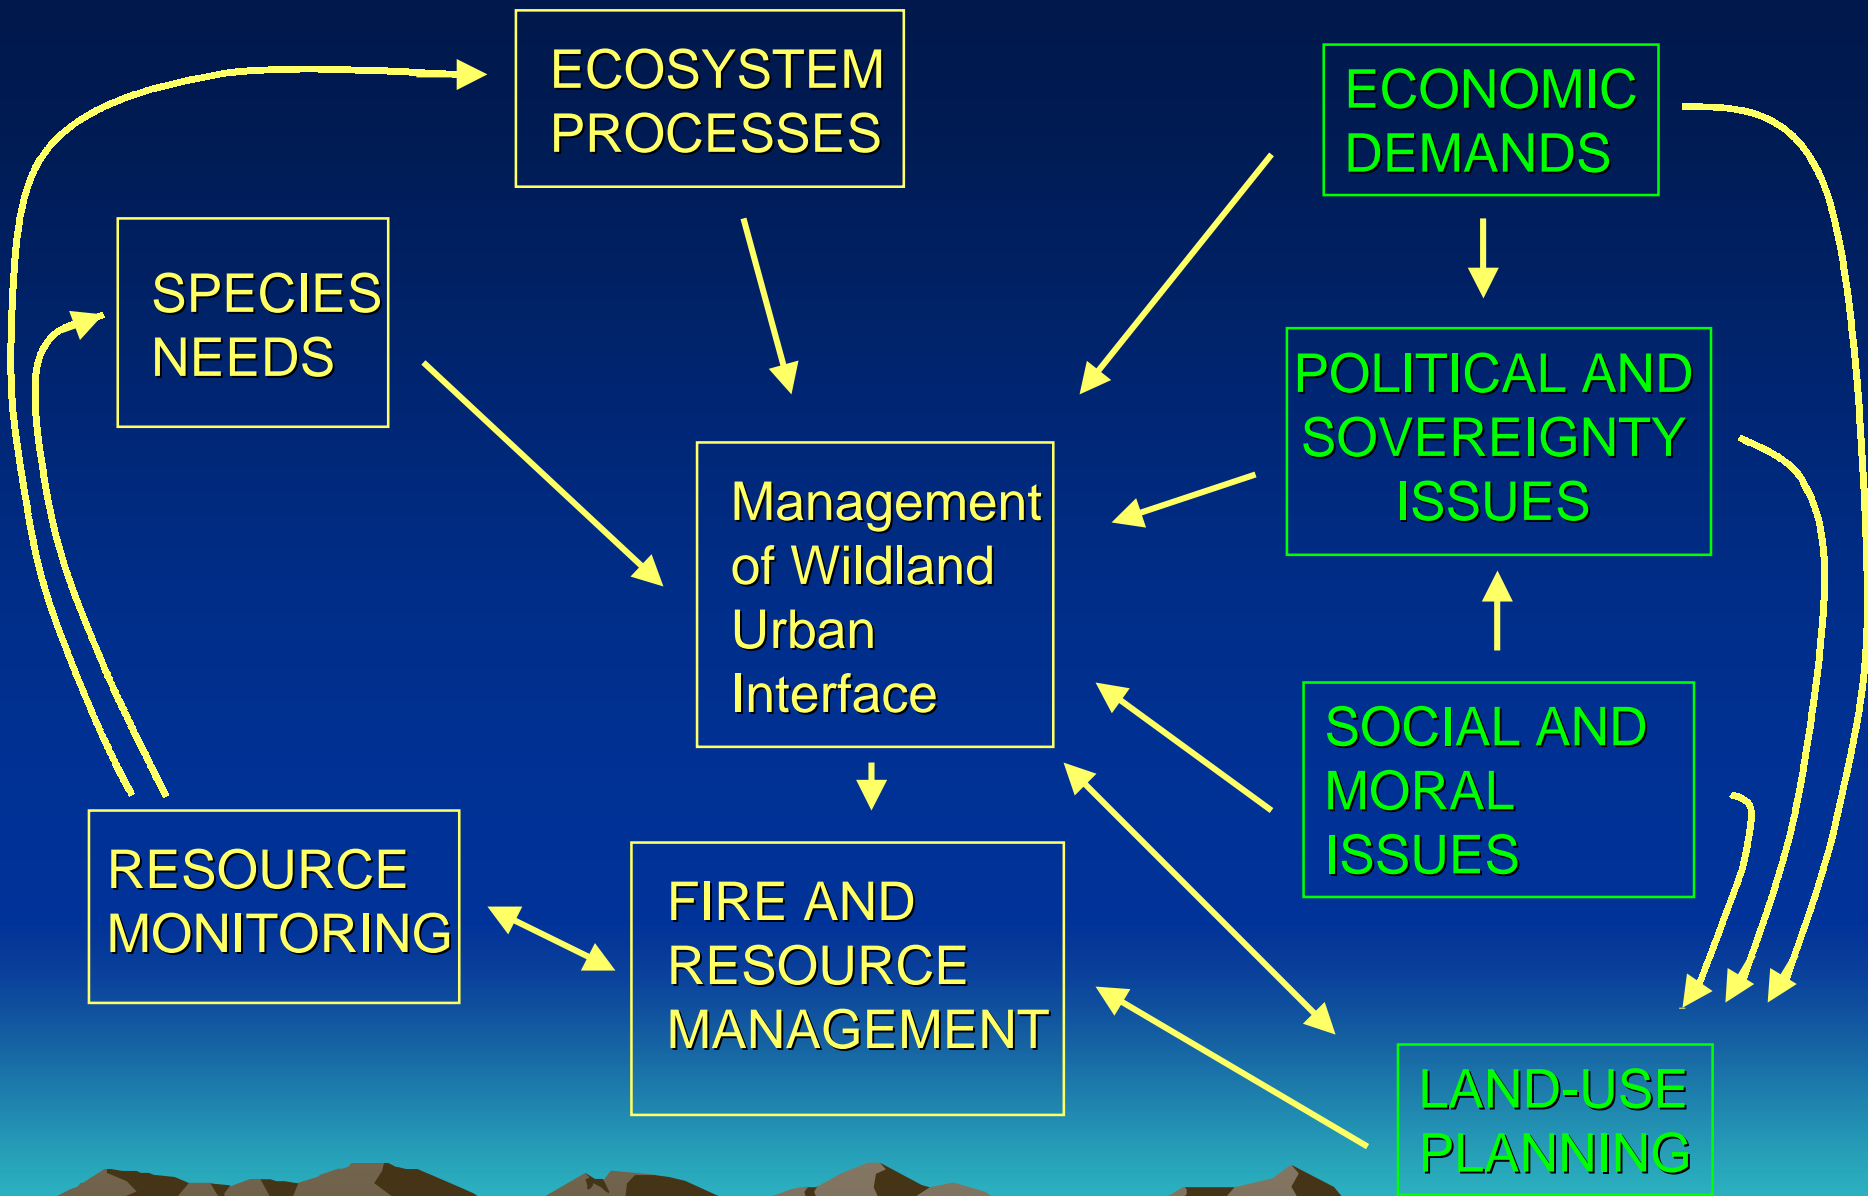 ECOSYSTEM
PROCESSES
ECONOMIC
DEMANDS
SPECIES
NEEDS
POLITICAL AND
SOVEREIGNTY
ISSUES
Management
of Wildland
Urban
Interface
SOCIAL AND
MORAL
ISSUES
RESOURCE
MONITORING
FIRE AND
RESOURCE
MANAGEMENT
LAND-USE
PLANNING